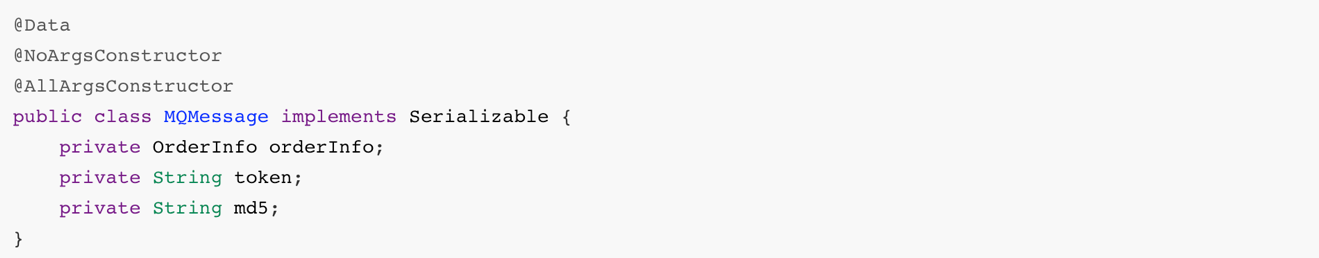 @Data
@NoArgsConstructor
@AllArgsConstructor
public class MQMessage implements Serializable {
    private OrderInfo orderInfo;
    private String token;
    private String md5;
}